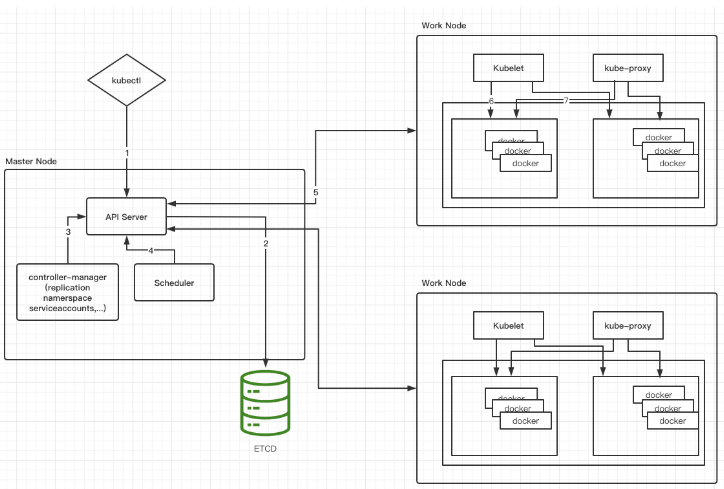 Work Node
Kubelet
kube-proxy
kubectl
6
7
docker
docker
docker
docker
docker
docker
1
Master Node
5
API Server
3
2
4
controller-manager
(replication
namerspace
serviceaccounts,...)
Scheduler
Work Node
Kubelet
kube-proxy
docker
docker
docker
docker
docker
docker
ETCD